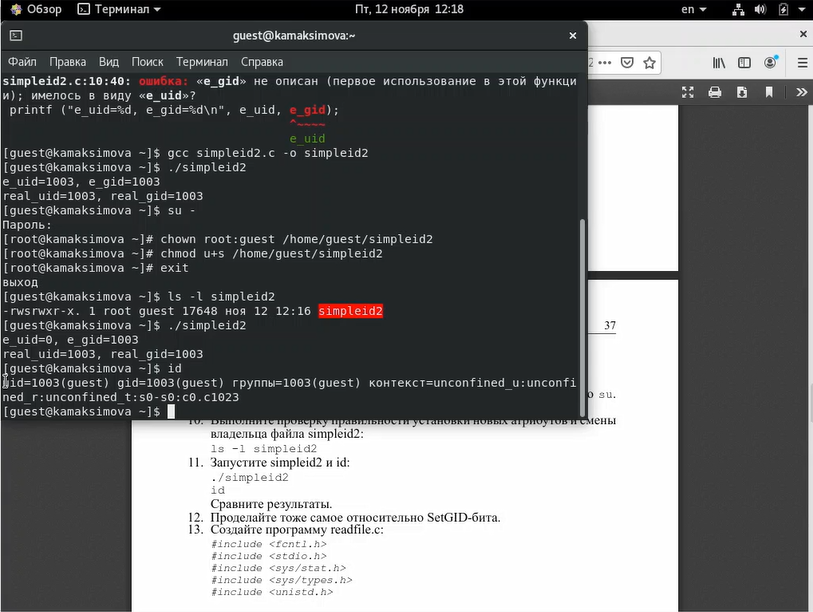 Обзор Терминал Пт, 12 ноября 12:18 en
guest@kamaksimova:~
Файл Правка Вид Поиск Терминал Справка
simpleid2.c:10:40: ошибка: «e_gid» не описан (первое использование в этой функци
и); имелось в виду «e_uid»?
printf ("e_uid=%d, e_gid=%d\n", e_uid, e_gid);
^~~~~
e_uid
[guest@kamaksimova ~]$ gcc simpleid2.c -o simpleid2
[guest@kamaksimova ~]$ ./simpleid2
e_uid=1003, e_gid=1003
real_uid=1003, real_gid=1003
[guest@kamaksimova ~]$ su -
Пароль:
[root@kamaksimova ~]# chown root:guest /home/guest/simpleid2
[root@kamaksimova ~]# chmod u+s /home/guest/simpleid2
[root@kamaksimova ~]# exit
выход
[guest@kamaksimova ~]$ ls -l simpleid2
-rwsrwxr-x. 1 root guest 17648 ноя 12 12:16 simpleid2
[guest@kamaksimova ~]$ ./simpleid2
e_uid=0, e_gid=1003
real_uid=1003, real_gid=1003
[guest@kamaksimova ~]$ id
uid=1003(guest) gid=1003(guest) группы=1003(guest) контекст=unconfined_u:unconfi
ned_r:unconfined_t:s0-s0:c0.c1023
[guest@kamaksimova ~]$
37
о su.
10. Выполните проверку правильности установки новых атрибутов и смены
владельца файла simpleid2:
ls -l simpleid2
11. Запустите simpleid2 и id:
./simpleid2
id
Сравните результаты.
12. Проделайте тоже самое относительно SetGID-бита.
13. Создайте программу readfile.c:
#include <fcntl.h>
#include <stdio.h>
#include <sys/stat.h>
#include <sys/types.h>
#include <unistd.h>